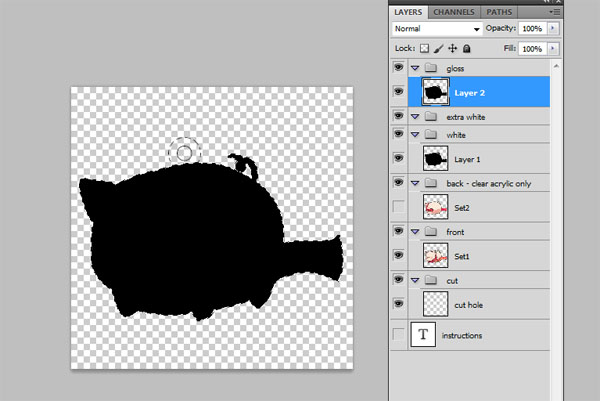 LAYERS CHANNELS PATHS
Normal Opacity: 100%
Lock: Fill: 100%
gloss
Layer 2
extra white
white
Layer 1
back - clear acrylic only
Set2
front
Set1
cut
cut hole
T instructions